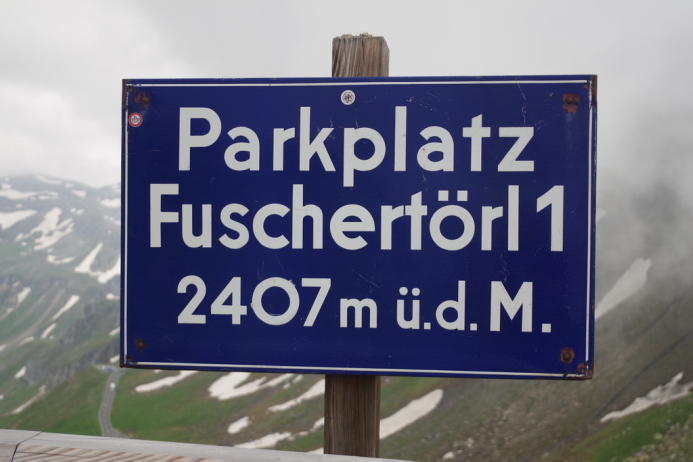 Parkplatz
Fuschertörl 1
2407 m ü.d.M.